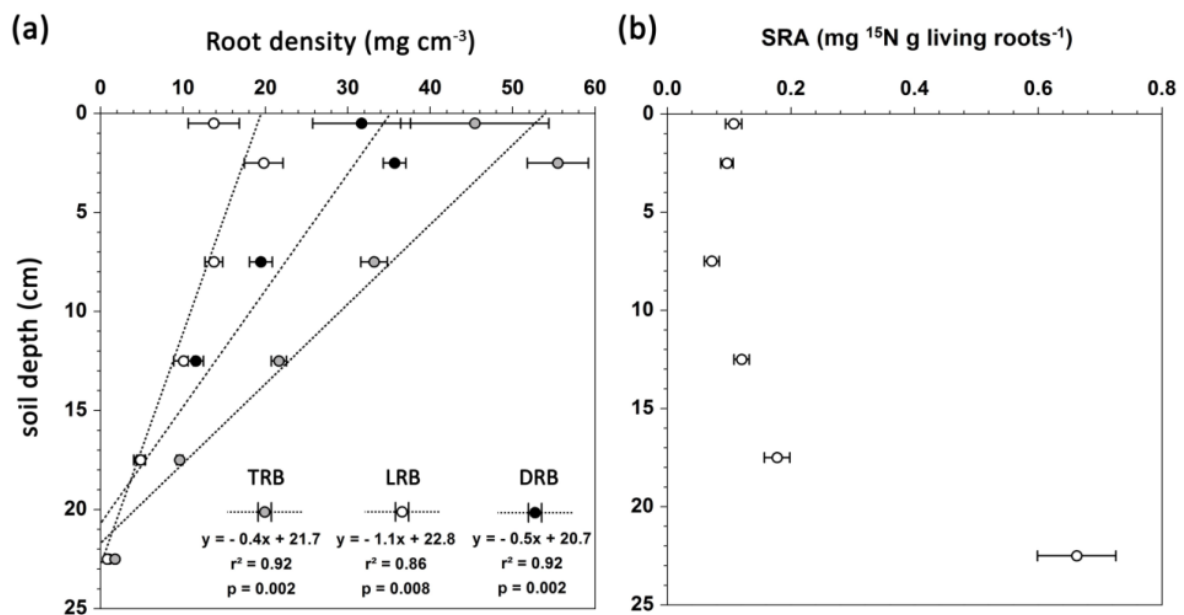 (a)
Root density (mg cm⁻³)
0 10 20 30 40 50 60
0
5
10
15
20
25
soil depth (cm)
TRB LRB DRB
y = - 0.4x + 21.7 y = - 1.1x + 22.8 y = - 0.5x + 20.7
r² = 0.92 r² = 0.86 r² = 0.92
p = 0.002 p = 0.008 p = 0.002
(b)
SRA (mg ¹⁵N g living roots⁻¹)
0.0 0.2 0.4 0.6 0.8
0
5
10
15
20
25